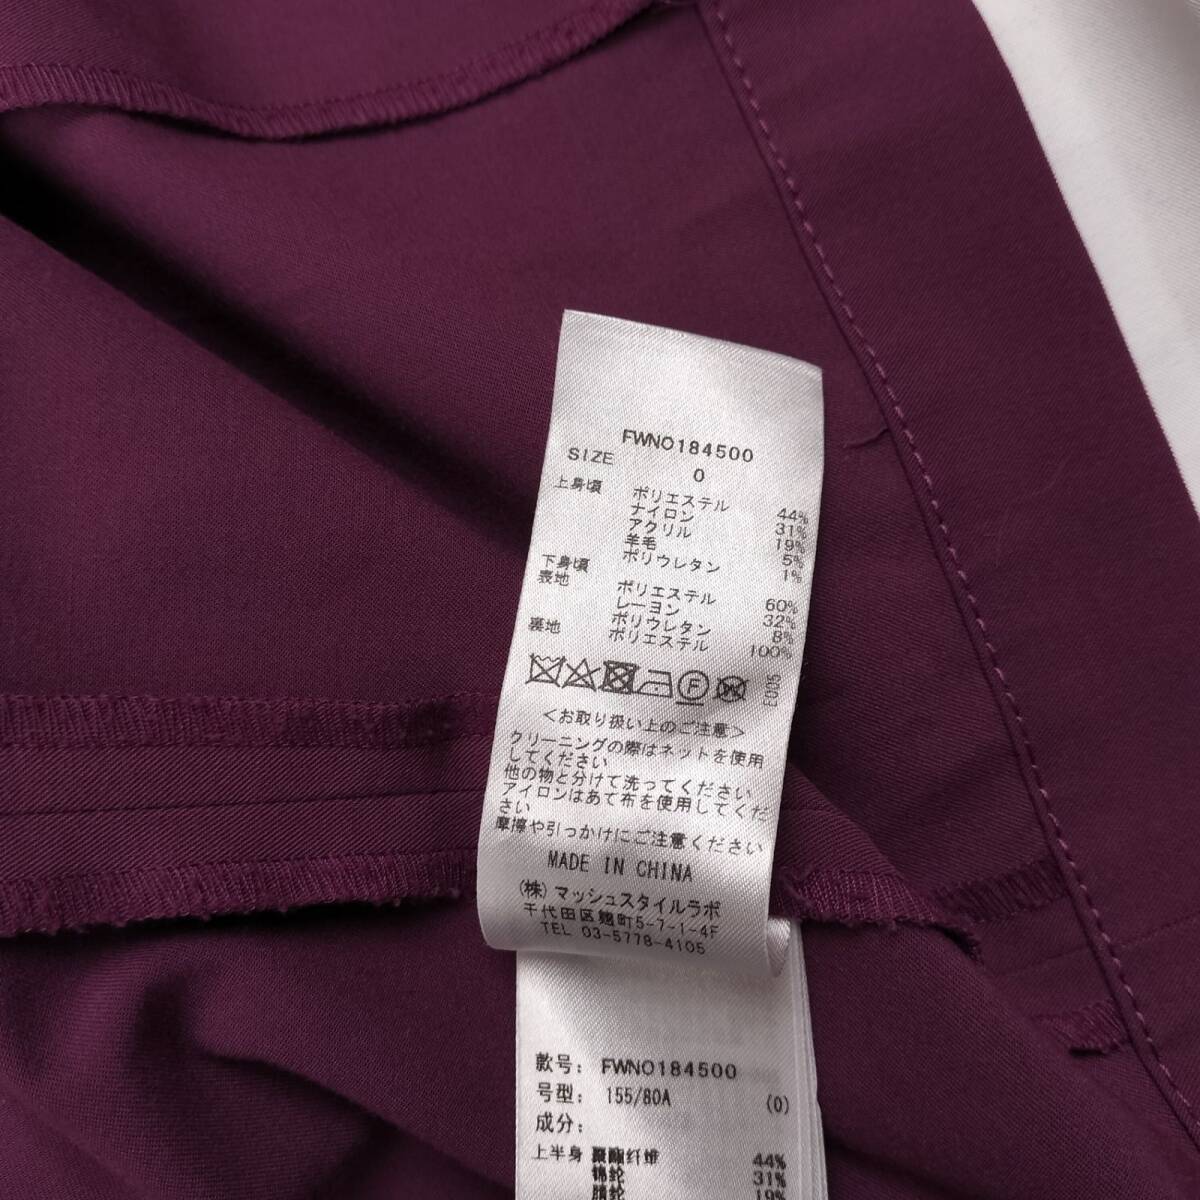 FWNO184500
SIZE 0
上身頃 ポリエステル 44%
ナイロン 31%
アクリル 19%
羊毛 5%
ポリウレタン 1%
下身頃
表地 ポリエステル 60%
レーヨン 32%
ポリウレタン 8%
裏地 ポリエステル 100%
F W E005
＜お取り扱い上のご注意＞
クリーニングの際はネットを使用
してください
他の物と分けて洗ってください
アイロンはあて布を使用してくだ
さい
摩擦や引っかけにご注意ください
MADE IN CHINA
(株)マッシュスタイルラボ
千代田区麹町5-7-1-4F
TEL 03-5778-4105
款号: FWNO184500
号型: 155/80A (0)
成分:
上半身 聚酯纤维 44%
锦纶 31%
腈纶 19%